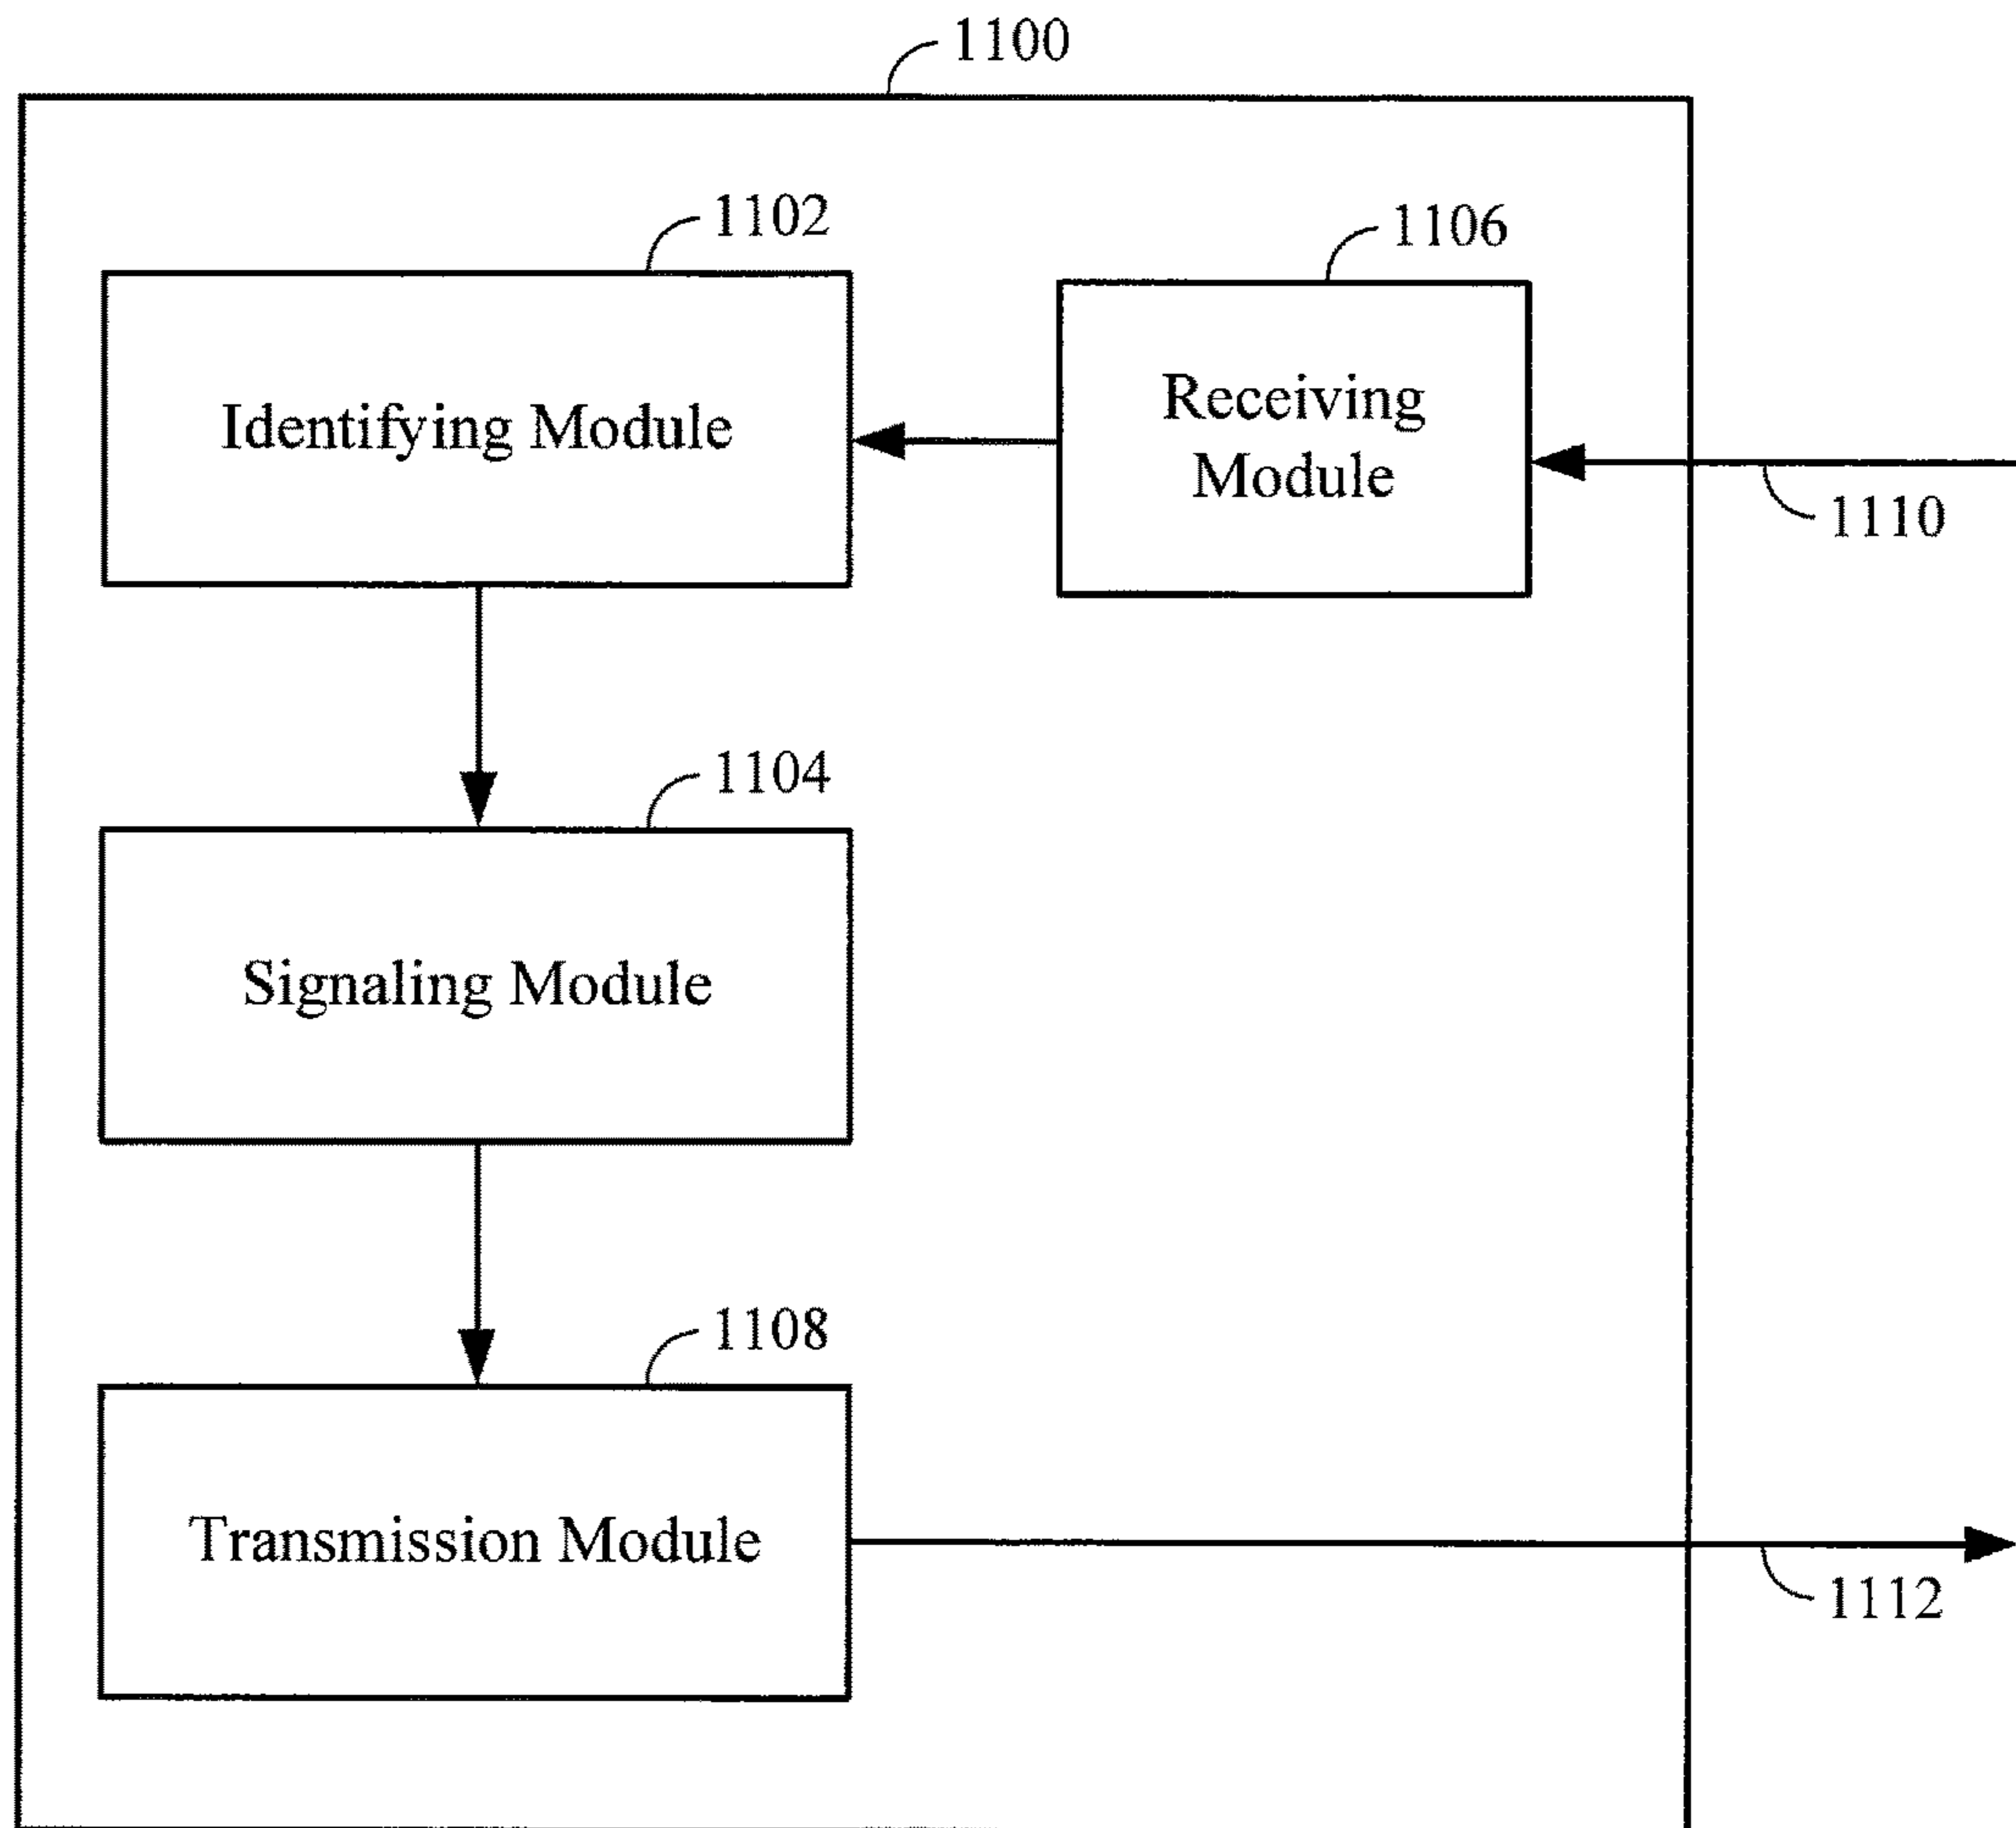 1100
1102
1106
Identifying Module
Receiving
Module
1110
1104
Signaling Module
1108
Transmission Module
1112